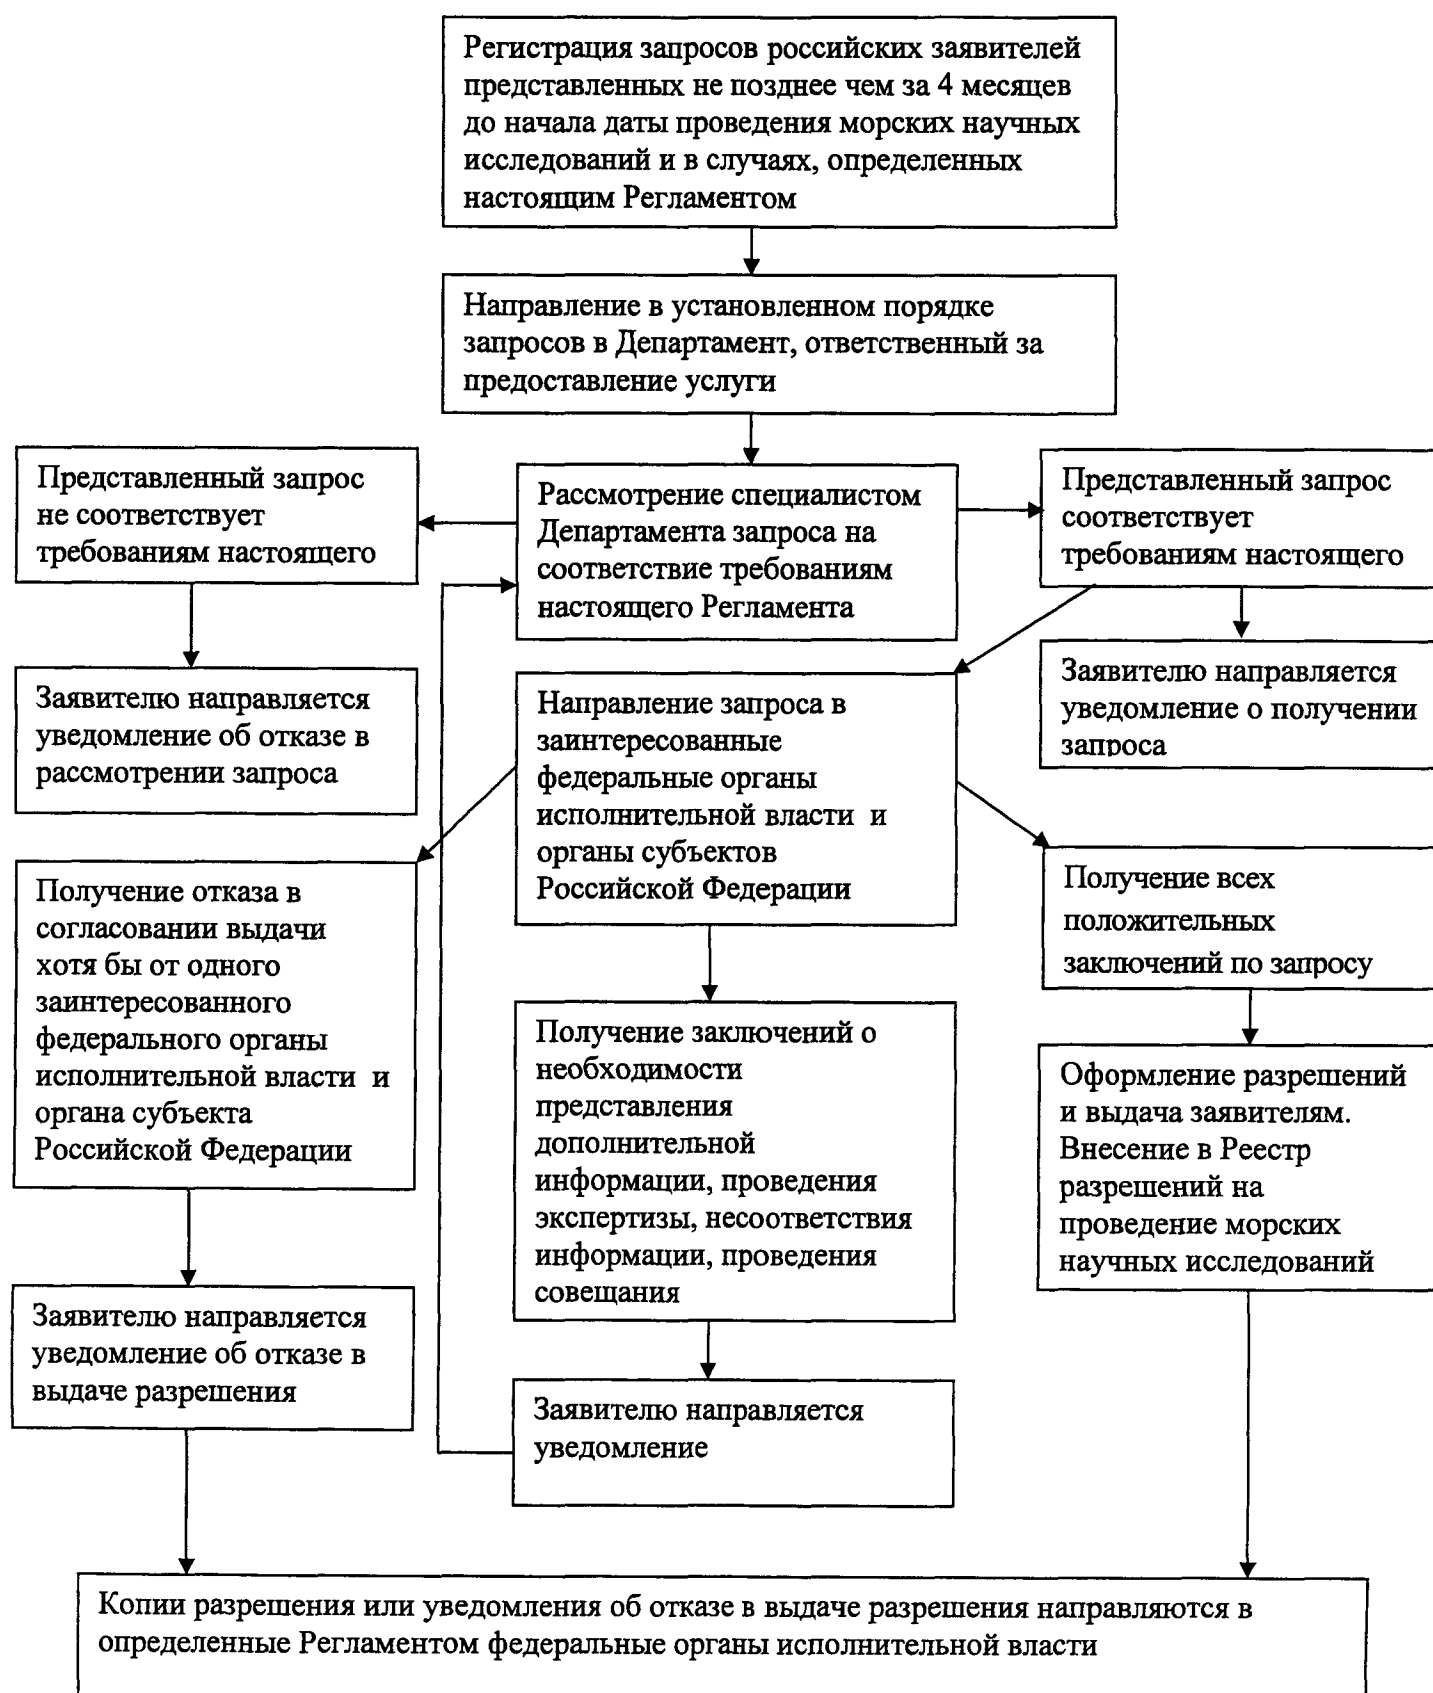 Регистрация запросов российских заявителей
представленных не позднее чем за 4 месяцев
до начала даты проведения морских научных
исследований и в случаях, определенных
настоящим Регламентом
Направление в установленном порядке
запросов в Департамент, ответственный за
предоставление услуги
Представленный запрос
не соответствует
требованиям настоящего
Рассмотрение специалистом
Департамента запроса на
соответствие требованиям
настоящего Регламента
Представленный запрос
соответствует
требованиям настоящего
Заявителю направляется
уведомление об отказе в
рассмотрении запроса
Направление запроса в
заинтересованные
федеральные органы
исполнительной власти и
органы субъектов
Российской Федерации
Заявителю направляется
уведомление о получении
запроса
Получение отказа в
согласовании выдачи
хотя бы от одного
заинтересованного
федерального органы
исполнительной власти и
органа субъекта
Российской Федерации
Получение заключений о
необходимости
представления
дополнительной
информации, проведения
экспертизы, несоответствия
информации, проведения
совещания
Получение всех
положительных
заключений по запросу
Оформление разрешений
и выдача заявителям.
Внесение в Реестр
разрешений на
проведение морских
научных исследований
Заявителю направляется
уведомление об отказе в
выдаче разрешения
Заявителю направляется
уведомление
Копии разрешения или уведомления об отказе в выдаче разрешения направляются в
определенные Регламентом федеральные органы исполнительной власти